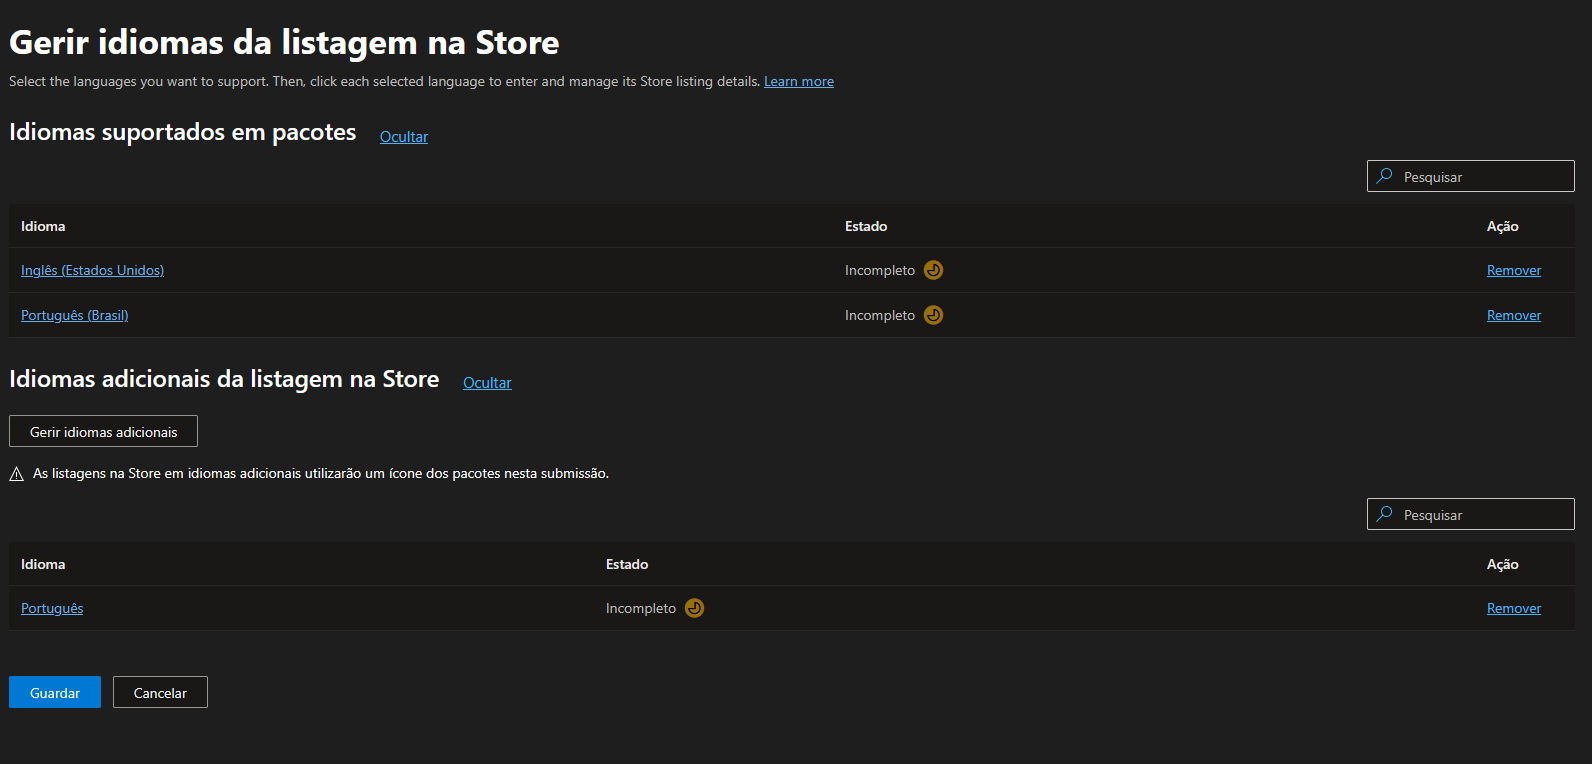 Gerir idiomas da listagem na Store
Select the languages you want to support. Then, click each selected language to enter and manage its Store listing details. Learn more
Idiomas suportados em pacotes Ocultar
Pesquisar
Idioma Estado Ação
Inglês (Estados Unidos) Incompleto Remover
Português (Brasil) Incompleto Remover
Idiomas adicionais da listagem na Store Ocultar
Gerir idiomas adicionais
As listagens na Store em idiomas adicionais utilizarão um ícone dos pacotes nesta submissão.
Pesquisar
Idioma Estado Ação
Português Incompleto Remover
Guardar Cancelar